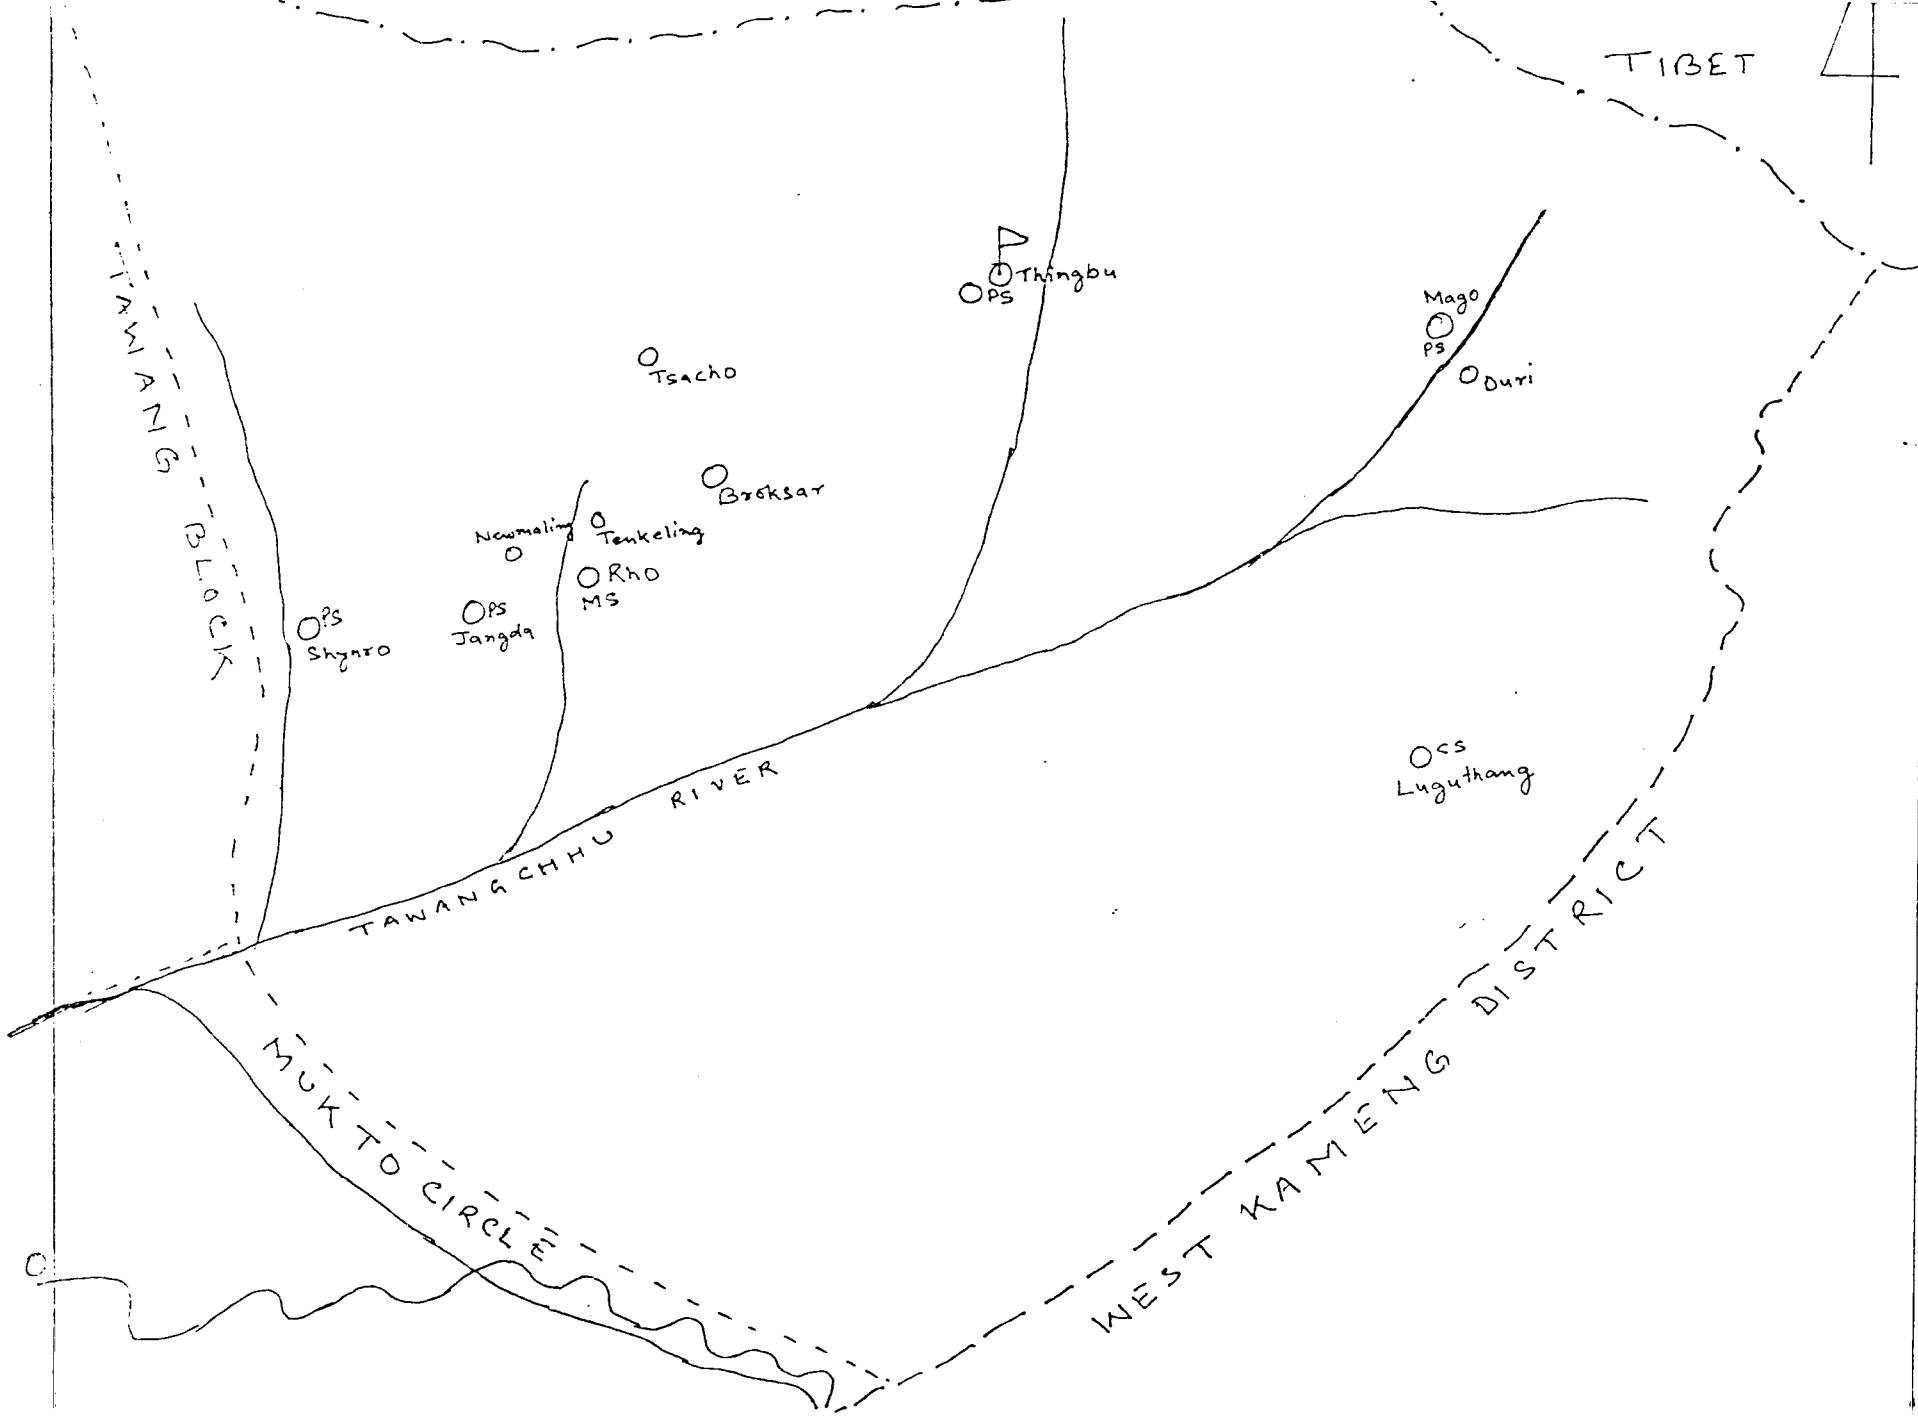 TIBET
Thingbu
PS
Mago
PS
Duri
Tsacho
Broksar
Newmaling
Tenkeling
Rho
MS
PS
Jangda
PS
Shynro
TAWANG BLOCK
CS
Luguthang
TAWANGCHHU RIVER
MUKTO CIRCLE
WEST KAMENG DISTRICT